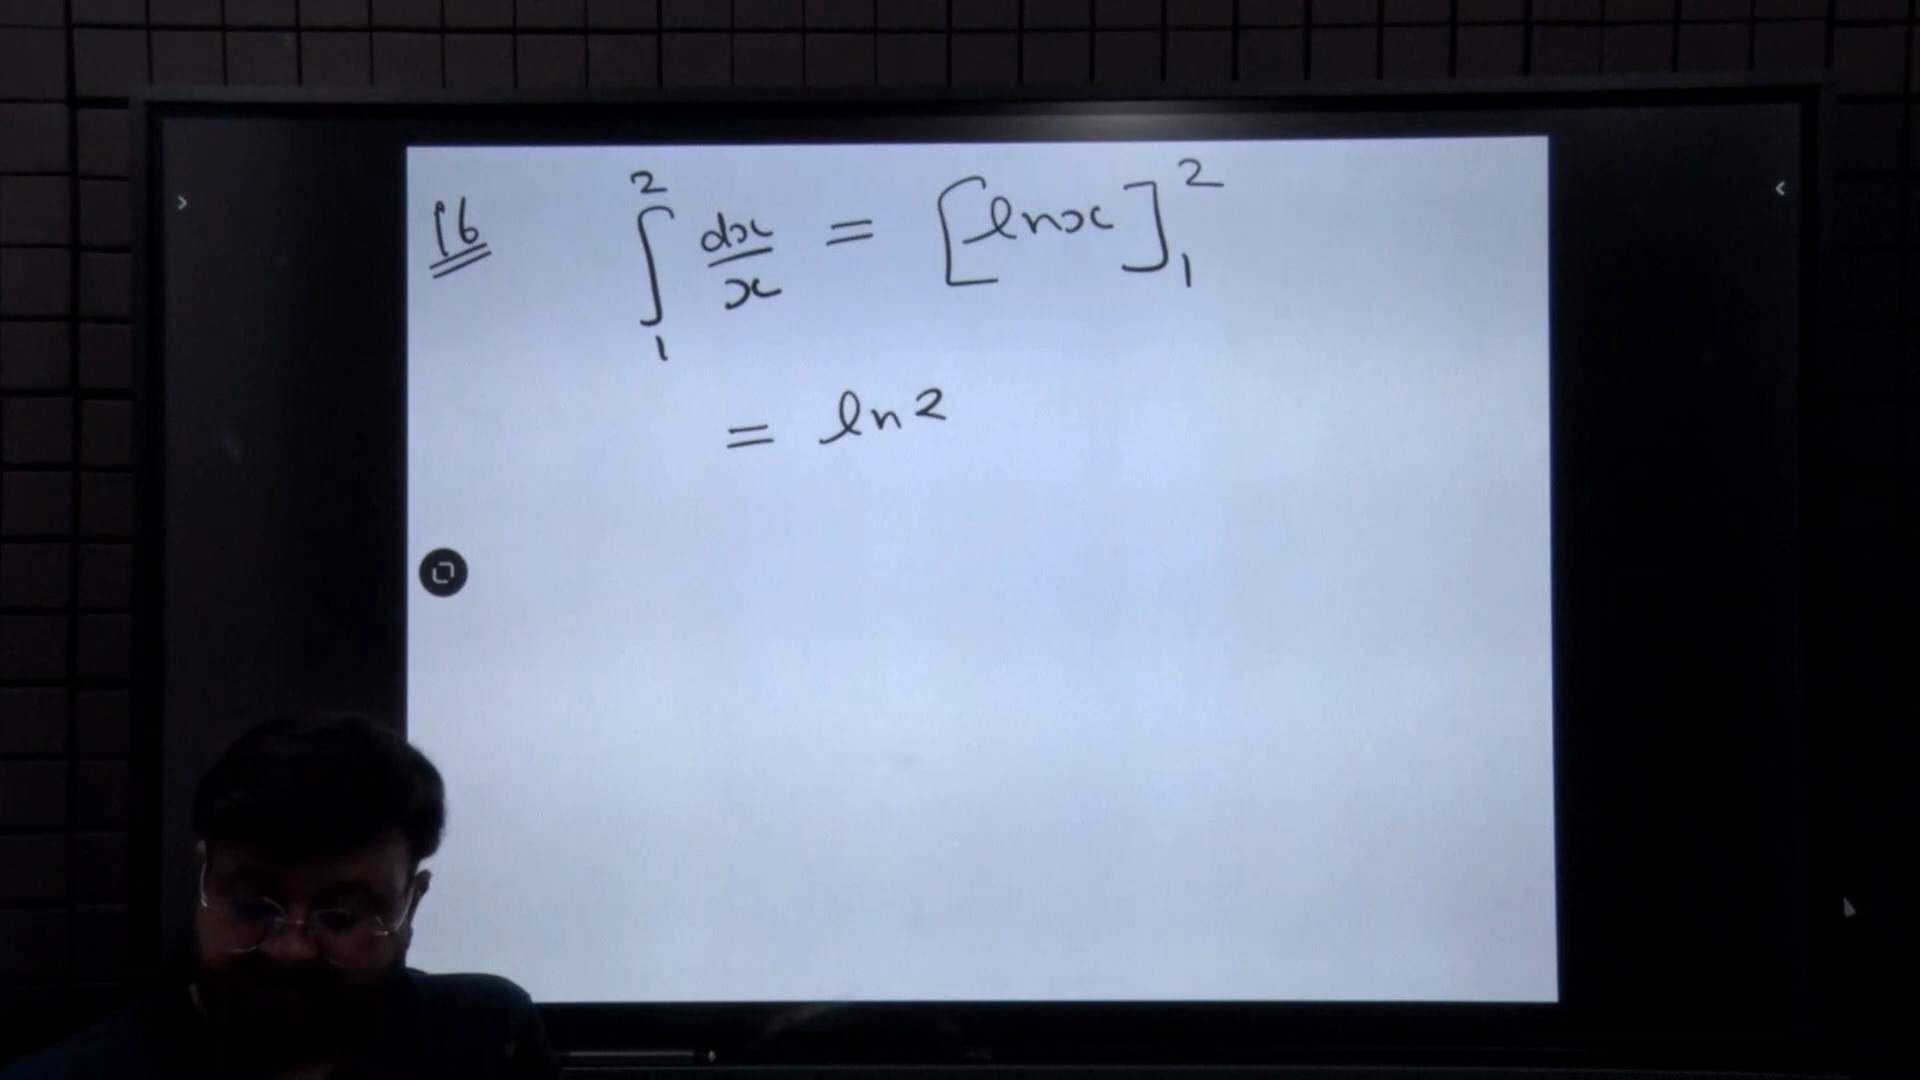 16 ∫₁² dx/x = [ln x]₁²
= ln 2